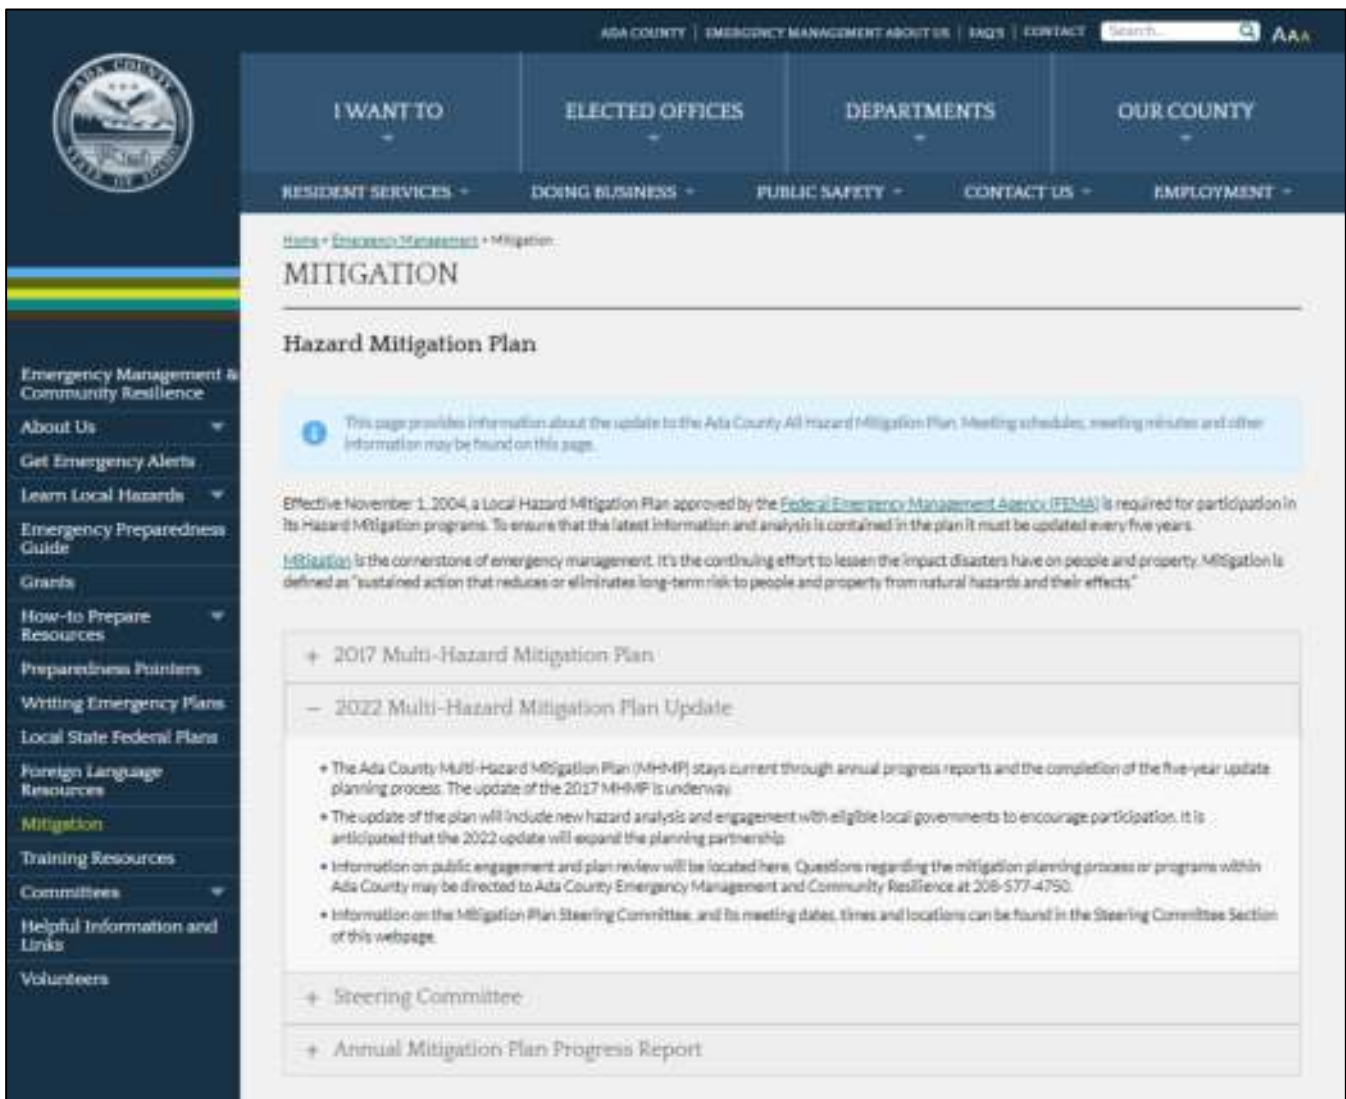 ADA COUNTY | EMERGENCY MANAGEMENT ABOUT US | FAQ'S | CONTACT Search... AAA
ADA COUNTY
STATE OF IDAHO
I WANT TO ELECTED OFFICES DEPARTMENTS OUR COUNTY
RESIDENT SERVICES DOING BUSINESS PUBLIC SAFETY CONTACT US EMPLOYMENT
Home • Emergency Management • Mitigation
MITIGATION
Hazard Mitigation Plan
This page provides information about the update to the Ada County All Hazard Mitigation Plan. Meeting schedules, meeting minutes and other
information may be found on this page.
Effective November 1, 2004, a Local Hazard Mitigation Plan approved by the Federal Emergency Management Agency (FEMA) is required for participation in
its Hazard Mitigation programs. To ensure that the latest information and analysis is contained in the plan it must be updated every five years.
Mitigation is the cornerstone of emergency management. It's the continuing effort to lessen the impact disasters have on people and property. Mitigation is
defined as "sustained action that reduces or eliminates long-term risk to people and property from natural hazards and their effects."
+ 2017 Multi-Hazard Mitigation Plan
– 2022 Multi-Hazard Mitigation Plan Update
• The Ada County Multi-Hazard Mitigation Plan (MHMP) stays current through annual progress reports and the completion of the five-year update
planning process. The update of the 2017 MHMP is underway.
• The update of the plan will include new hazard analysis and engagement with eligible local governments to encourage participation. It is
anticipated that the 2022 update will expand the planning partnership.
• Information on public engagement and plan review will be located here. Questions regarding the mitigation planning process or programs within
Ada County may be directed to Ada County Emergency Management and Community Resilience at 208-577-4750.
• Information on the Mitigation Plan Steering Committee, and its meeting dates, times and locations can be found in the Steering Committee Section
of this webpage.
+ Steering Committee
+ Annual Mitigation Plan Progress Report
Emergency Management &
Community Resilience
About Us
Get Emergency Alerts
Learn Local Hazards
Emergency Preparedness
Guide
Grants
How-to Prepare
Resources
Preparedness Pointers
Writing Emergency Plans
Local State Federal Plans
Foreign Language
Resources
Mitigation
Training Resources
Committees
Helpful Information and
Links
Volunteers